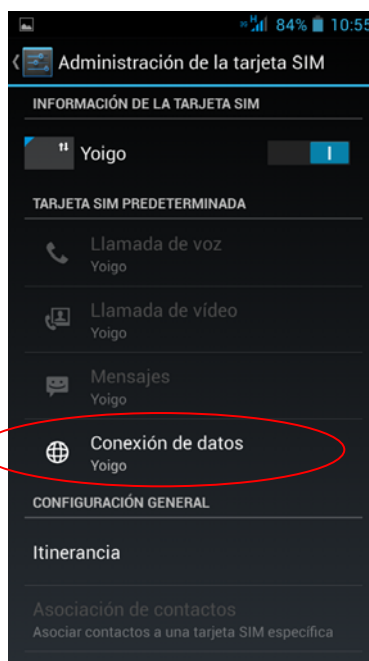 3G H 84% 10:55
Administración de la tarjeta SIM
INFORMACIÓN DE LA TARJETA SIM
Yoigo
TARJETA SIM PREDETERMINADA
Llamada de voz
Yoigo
Llamada de vídeo
Yoigo
Mensajes
Yoigo
Conexión de datos
Yoigo
CONFIGURACIÓN GENERAL
Itinerancia
Asociación de contactos
Asociar contactos a una tarjeta SIM específica